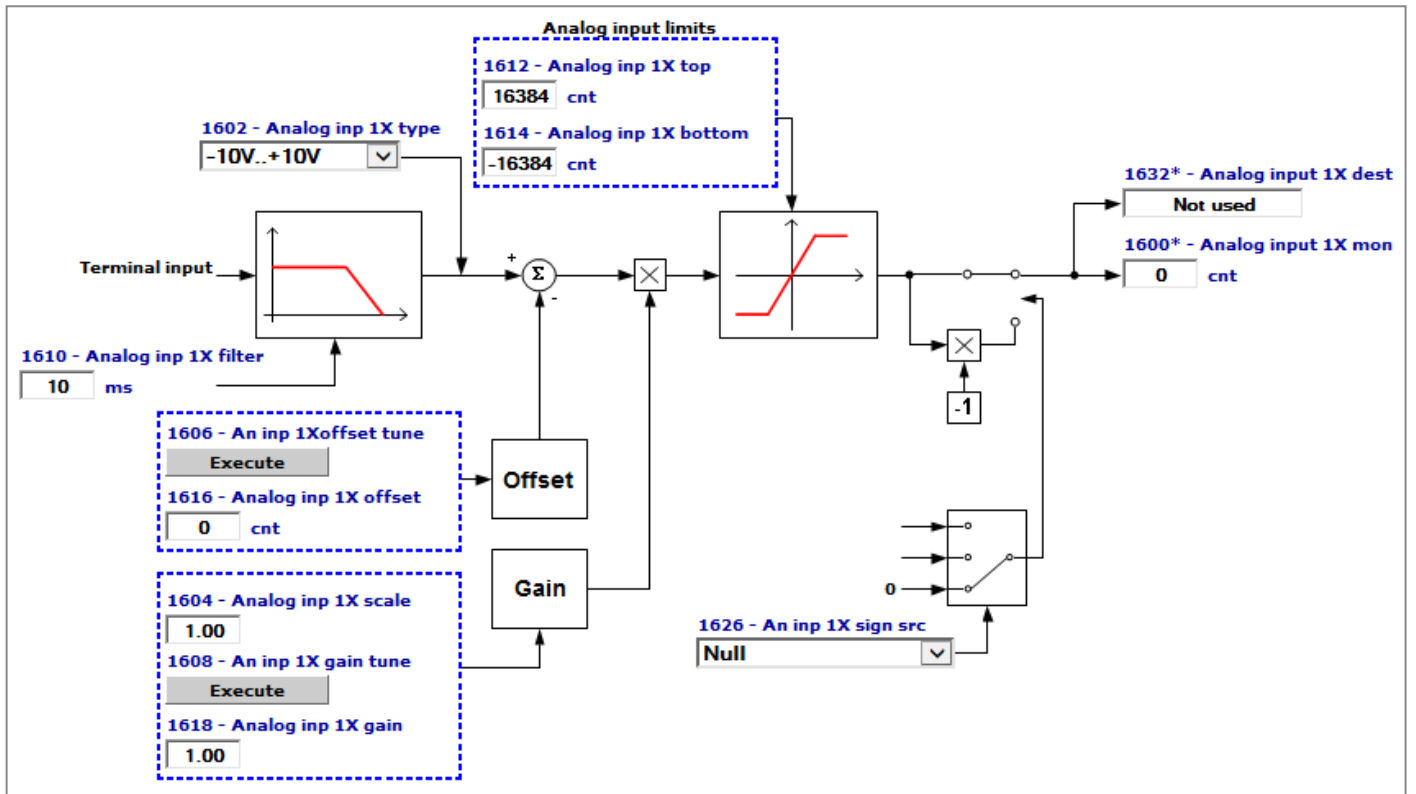 Analog input limits
1612 - Analog inp 1X top
16384 cnt
1602 - Analog inp 1X type
-10V..+10V
1614 - Analog inp 1X bottom
-16384 cnt
1632* - Analog input 1X dest
Not used
1600* - Analog input 1X mon
0 cnt
Terminal input
+
Σ
-
1610 - Analog inp 1X filter
10 ms
-1
1606 - An inp 1Xoffset tune
Execute
1616 - Analog inp 1X offset
0 cnt
Offset
1604 - Analog inp 1X scale
1.00
1608 - An inp 1X gain tune
Execute
1618 - Analog inp 1X gain
1.00
Gain
0
1626 - An inp 1X sign src
Null